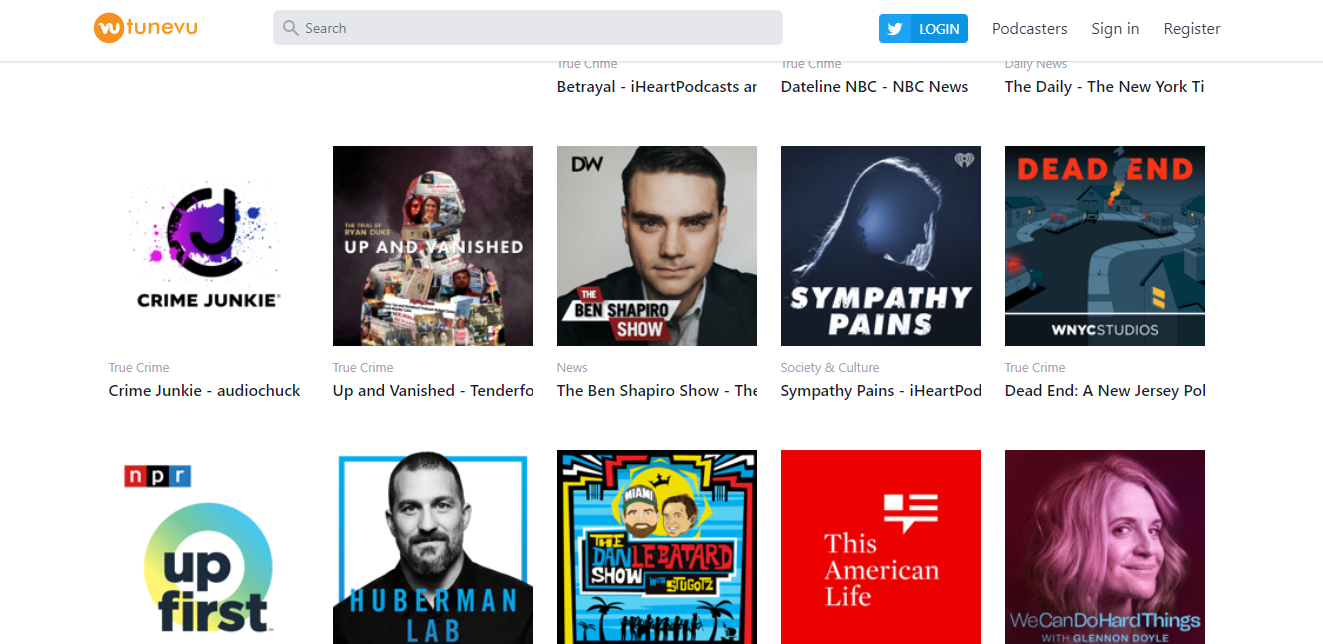 tunevu
Search
LOGIN
Podcasters
Sign in
Register
True Crime
True Crime
Daily News
Betrayal - iHeartPodcasts ar
Dateline NBC - NBC News
The Daily - The New York Ti
CRIME JUNKIE
THE TRIAL OF
RYAN DUKE
UP AND VANISHED
DW
THE
BEN SHAPIRO
SHOW
SYMPATHY
PAINS
DEAD END
WNYC STUDIOS
True Crime
True Crime
News
Society & Culture
True Crime
Crime Junkie - audiochuck
Up and Vanished - Tenderfo
The Ben Shapiro Show - The
Sympathy Pains - iHeartPod
Dead End: A New Jersey Pol
npr
up
first
HUBERMAN
LAB
MIAMI
THE
DAN LEBATARD
SHOW WITH STUGOTZ
This
American
Life
WeCanDoHardThings
WITH GLENNON DOYLE